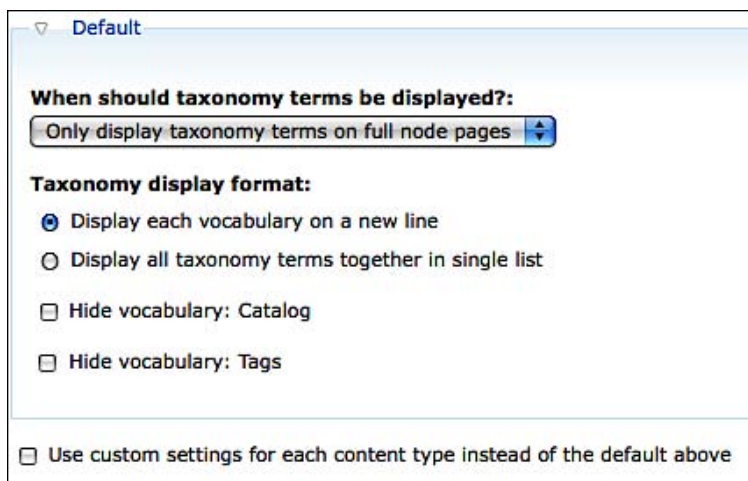 Default
When should taxonomy terms be displayed?:
Only display taxonomy terms on full node pages
Taxonomy display format:
Display each vocabulary on a new line
Display all taxonomy terms together in single list
Hide vocabulary: Catalog
Hide vocabulary: Tags
Use custom settings for each content type instead of the default above